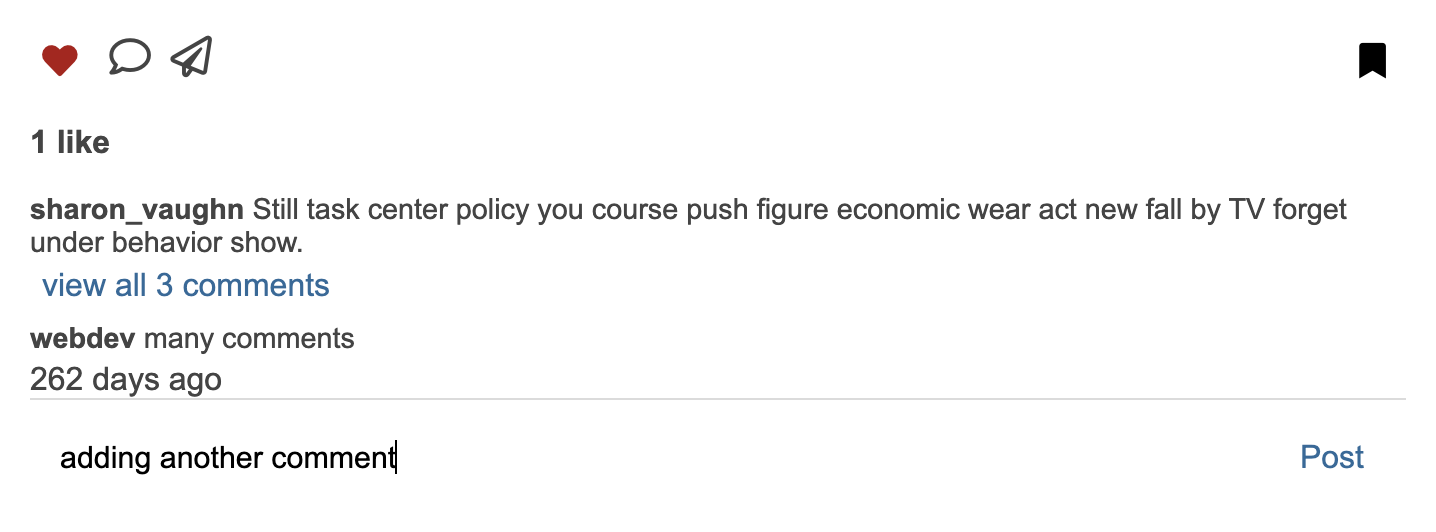 1 like
sharon_vaughn Still task center policy you course push figure economic wear act new fall by TV forget
under behavior show.
view all 3 comments
webdev many comments
262 days ago
adding another comment
Post